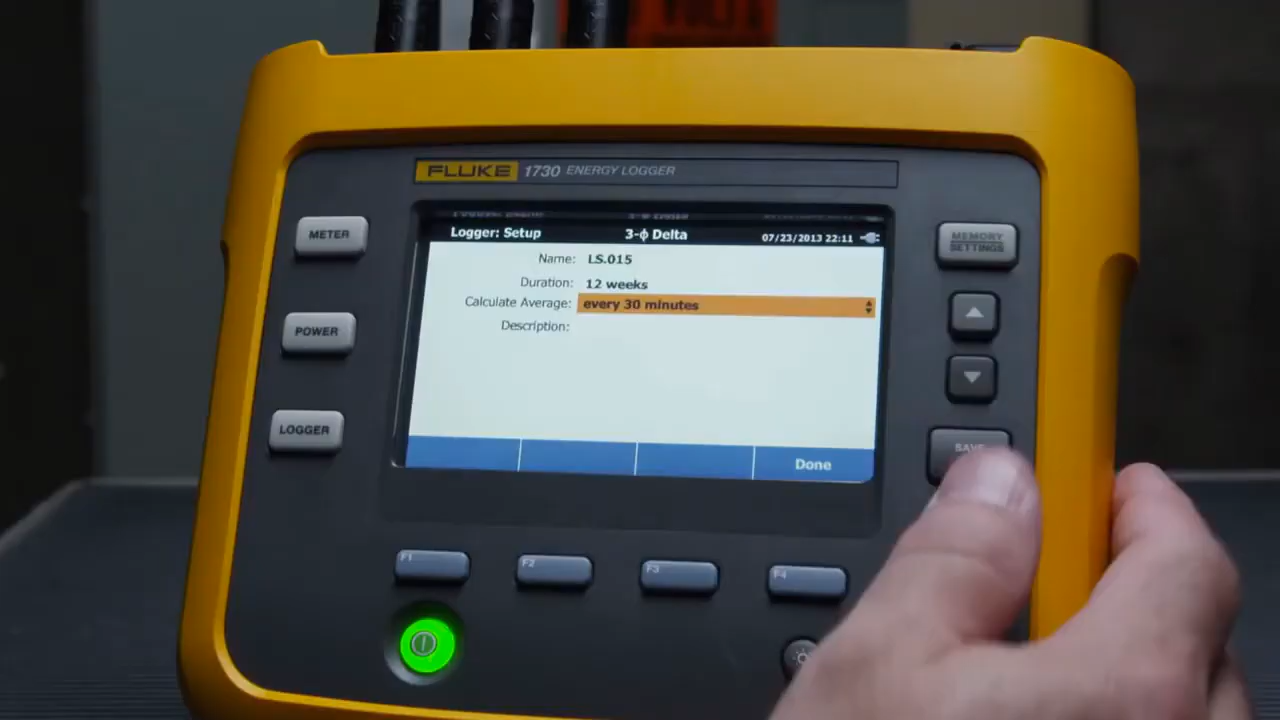 VOLTS
FLUKE 1730 ENERGY LOGGER
METER
POWER
LOGGER
MEMORY
SETTINGS
SAVE
Logger: Setup 3-ϕ Delta 07/23/2013 22:11
Name: LS.015
Duration: 12 weeks
Calculate Average: every 30 minutes
Description:
Done
F1 F2 F3 F4